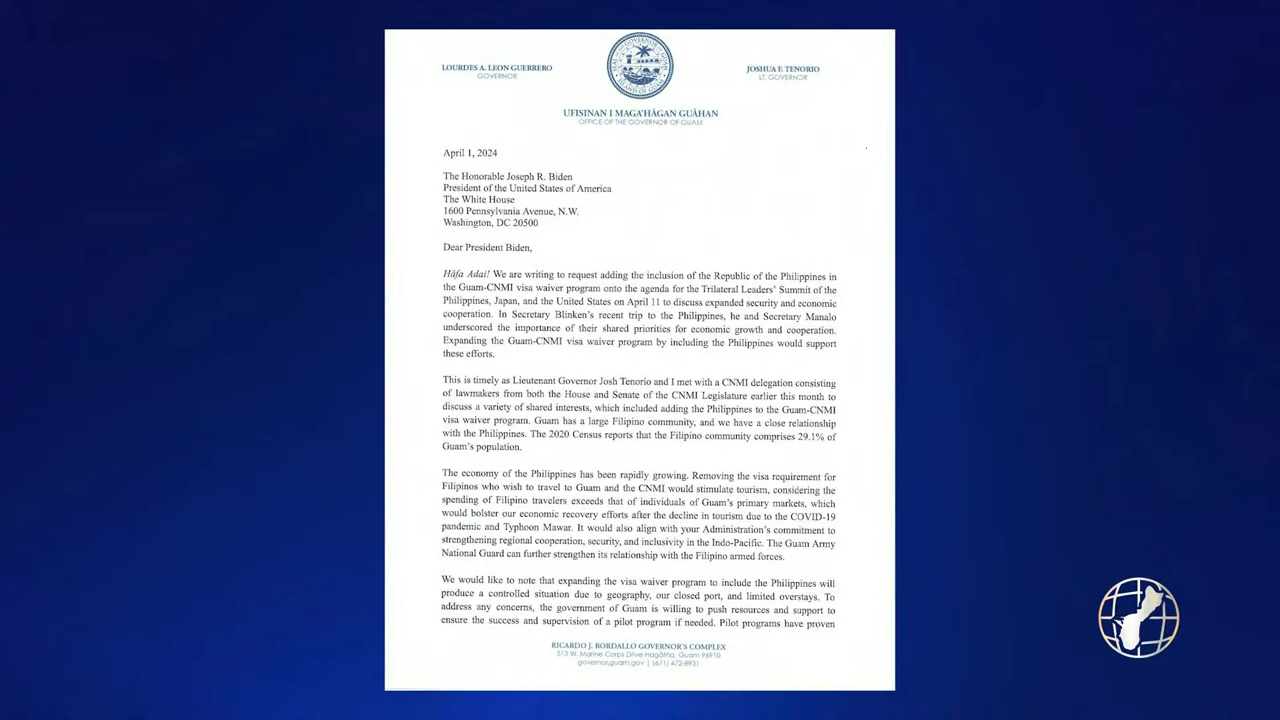 LOURDES A. LEON GUERRERO
GOVERNOR
JOSHUA F. TENORIO
LT. GOVERNOR
UFISINAN I MAGA'HÅGAN GUÅHAN
OFFICE OF THE GOVERNOR OF GUAM
April 1, 2024
The Honorable Joseph R. Biden
President of the United States of America
The White House
1600 Pennsylvania Avenue, N.W.
Washington, DC 20500
Dear President Biden,
Håfa Adai! We are writing to request adding the inclusion of the Republic of the Philippines in
the Guam-CNMI visa waiver program onto the agenda for the Trilateral Leaders' Summit of the
Philippines, Japan, and the United States on April 11 to discuss expanded security and economic
cooperation. In Secretary Blinken's recent trip to the Philippines, he and Secretary Manalo
underscored the importance of their shared priorities for economic growth and cooperation.
Expanding the Guam-CNMI visa waiver program by including the Philippines would support
these efforts.
This is timely as Lieutenant Governor Josh Tenorio and I met with a CNMI delegation consisting
of lawmakers from both the House and Senate of the CNMI Legislature earlier this month to
discuss a variety of shared interests, which included adding the Philippines to the Guam-CNMI
visa waiver program. Guam has a large Filipino community, and we have a close relationship
with the Philippines. The 2020 Census reports that the Filipino community comprises 29.1% of
Guam's population.
The economy of the Philippines has been rapidly growing. Removing the visa requirement for
Filipinos who wish to travel to Guam and the CNMI would stimulate tourism, considering the
spending of Filipino travelers exceeds that of individuals of Guam's primary markets, which
would bolster our economic recovery efforts after the decline in tourism due to the COVID-19
pandemic and Typhoon Mawar. It would also align with your Administration's commitment to
strengthening regional cooperation, security, and inclusivity in the Indo-Pacific. The Guam Army
National Guard can further strengthen its relationship with the Filipino armed forces.
We would like to note that expanding the visa waiver program to include the Philippines will
produce a controlled situation due to geography, our closed port, and limited overstays. To
address any concerns, the government of Guam is willing to push resources and support to
ensure the success and supervision of a pilot program if needed. Pilot programs have proven
RICARDO J. BORDALLO GOVERNOR'S COMPLEX
513 W. Marine Corps Drive Hagåtña, Guam 96910
governor.guam.gov | (671) 472-8931